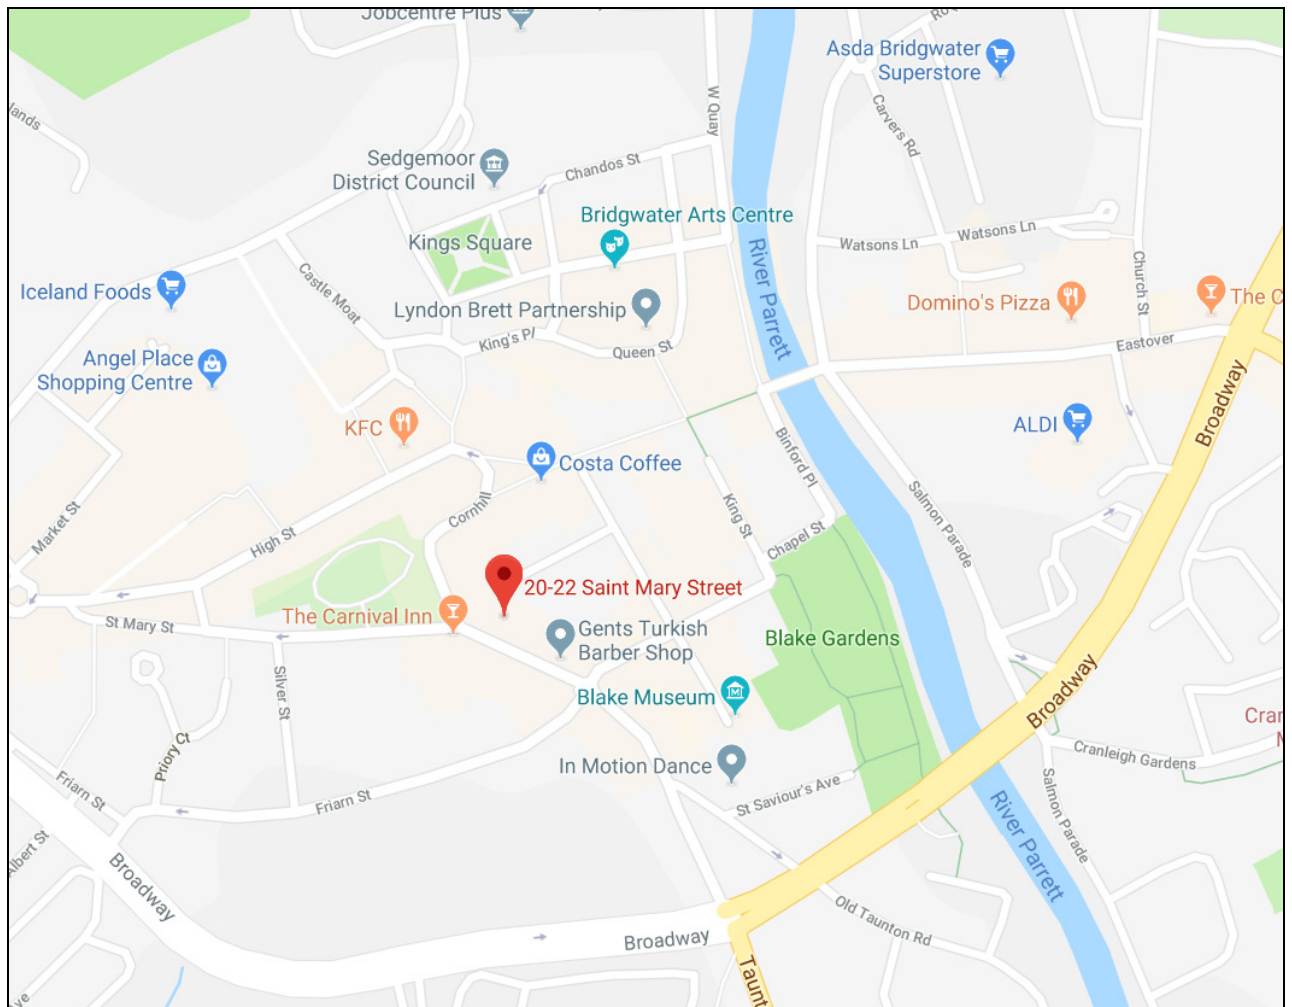 Jobcentre Plus
Asda Bridgwater
Superstore
W Quay
Carvers Rd
lands
Sedgemoor
District Council
Chandos St
Bridgwater Arts Centre
Kings Square
Watsons Ln
Watsons Ln
River Parrett
Church St
Castle Moat
Iceland Foods
Lyndon Brett Partnership
Domino's Pizza
The C
King's Pl
Queen St
Eastover
Angel Place
Shopping Centre
Broadway
KFC
ALDI
Binford Pl
Costa Coffee
Cornhill
King St
Salmon Parade
Market St
High St
Chapel St
20-22 Saint Mary Street
The Carnival Inn
St Mary St
Gents Turkish
Barber Shop
Blake Gardens
Silver St
Blake Museum
Broadway
Cran
Priory Ct
In Motion Dance
Cranleigh Gardens
Friarn St
Friarn St
St Saviour's Ave
Salmon Parade
River Parrett
Albert St
Broadway
Old Taunton Rd
Broadway
Taunt